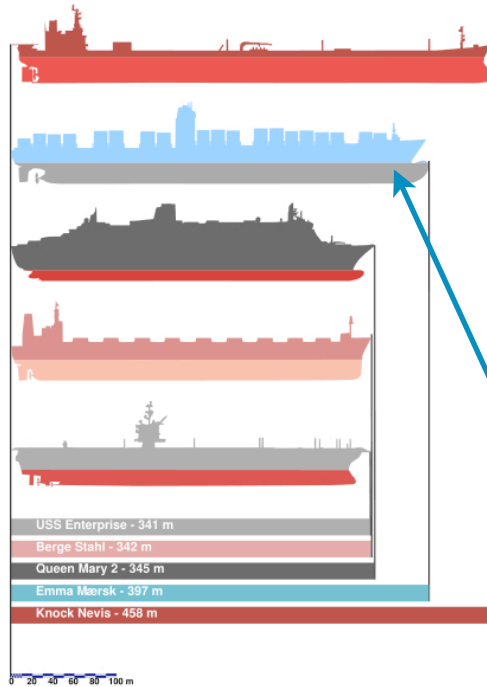 USS Enterprise - 341 m
Berge Stahl - 342 m
Queen Mary 2 - 345 m
Emma Mærsk - 397 m
Knock Nevis - 458 m
0 20 40 60 80 100 m